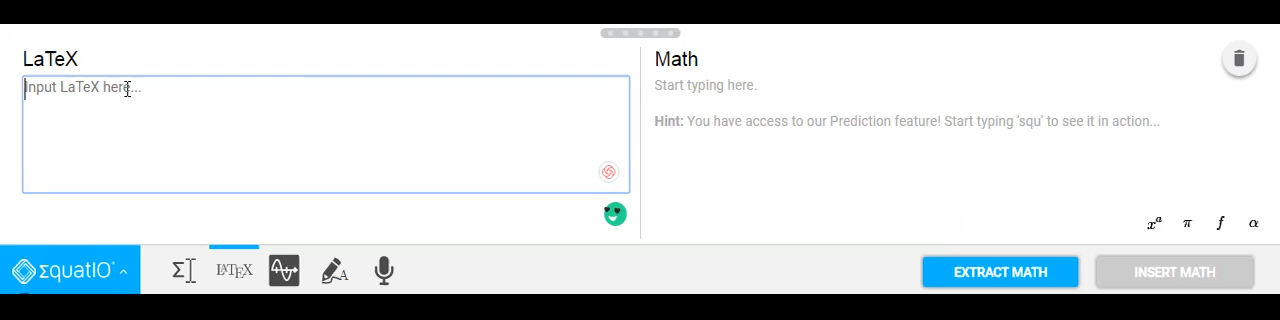 LaTeX
Input LaTeX here...
Math
Start typing here.
Hint: You have access to our Prediction feature! Start typing 'squ' to see it in action...
xᵃ π f α
ΣquatIO®
Σ LATEX A
EXTRACT MATH
INSERT MATH